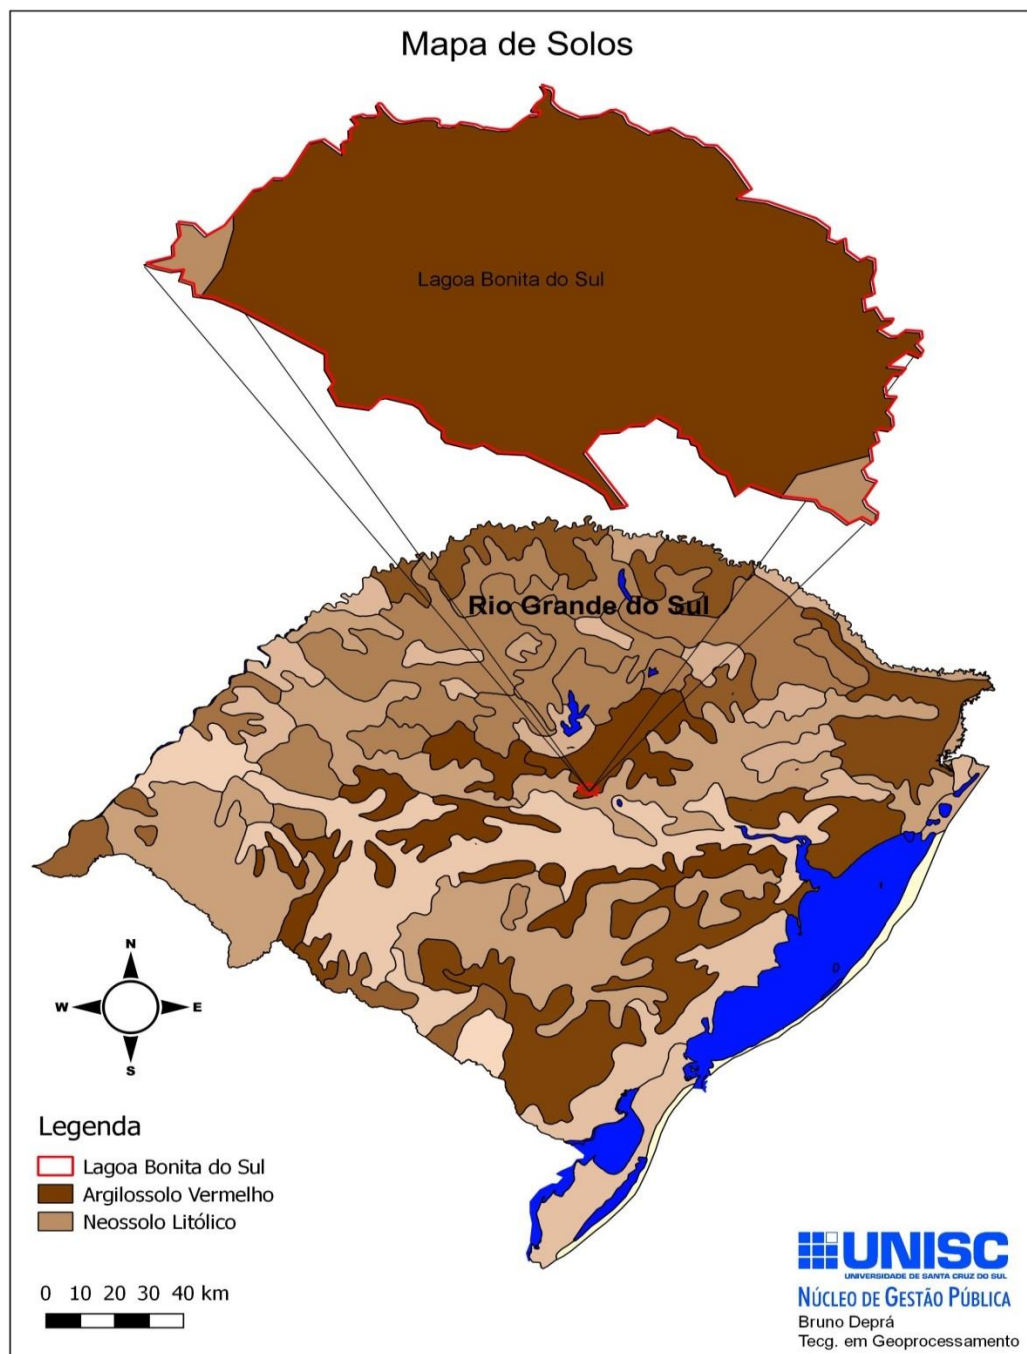 Mapa de Solos
Lagoa Bonita do Sul
Rio Grande do Sul
N
W E
S
Legenda
Lagoa Bonita do Sul
Argilossolo Vermelho
Neossolo Litólico
0 10 20 30 40 km
UNISC
UNIVERSIDADE DE SANTA CRUZ DO SUL
NÚCLEO DE GESTÃO PÚBLICA
Bruno Deprá
Tecg. em Geoprocessamento